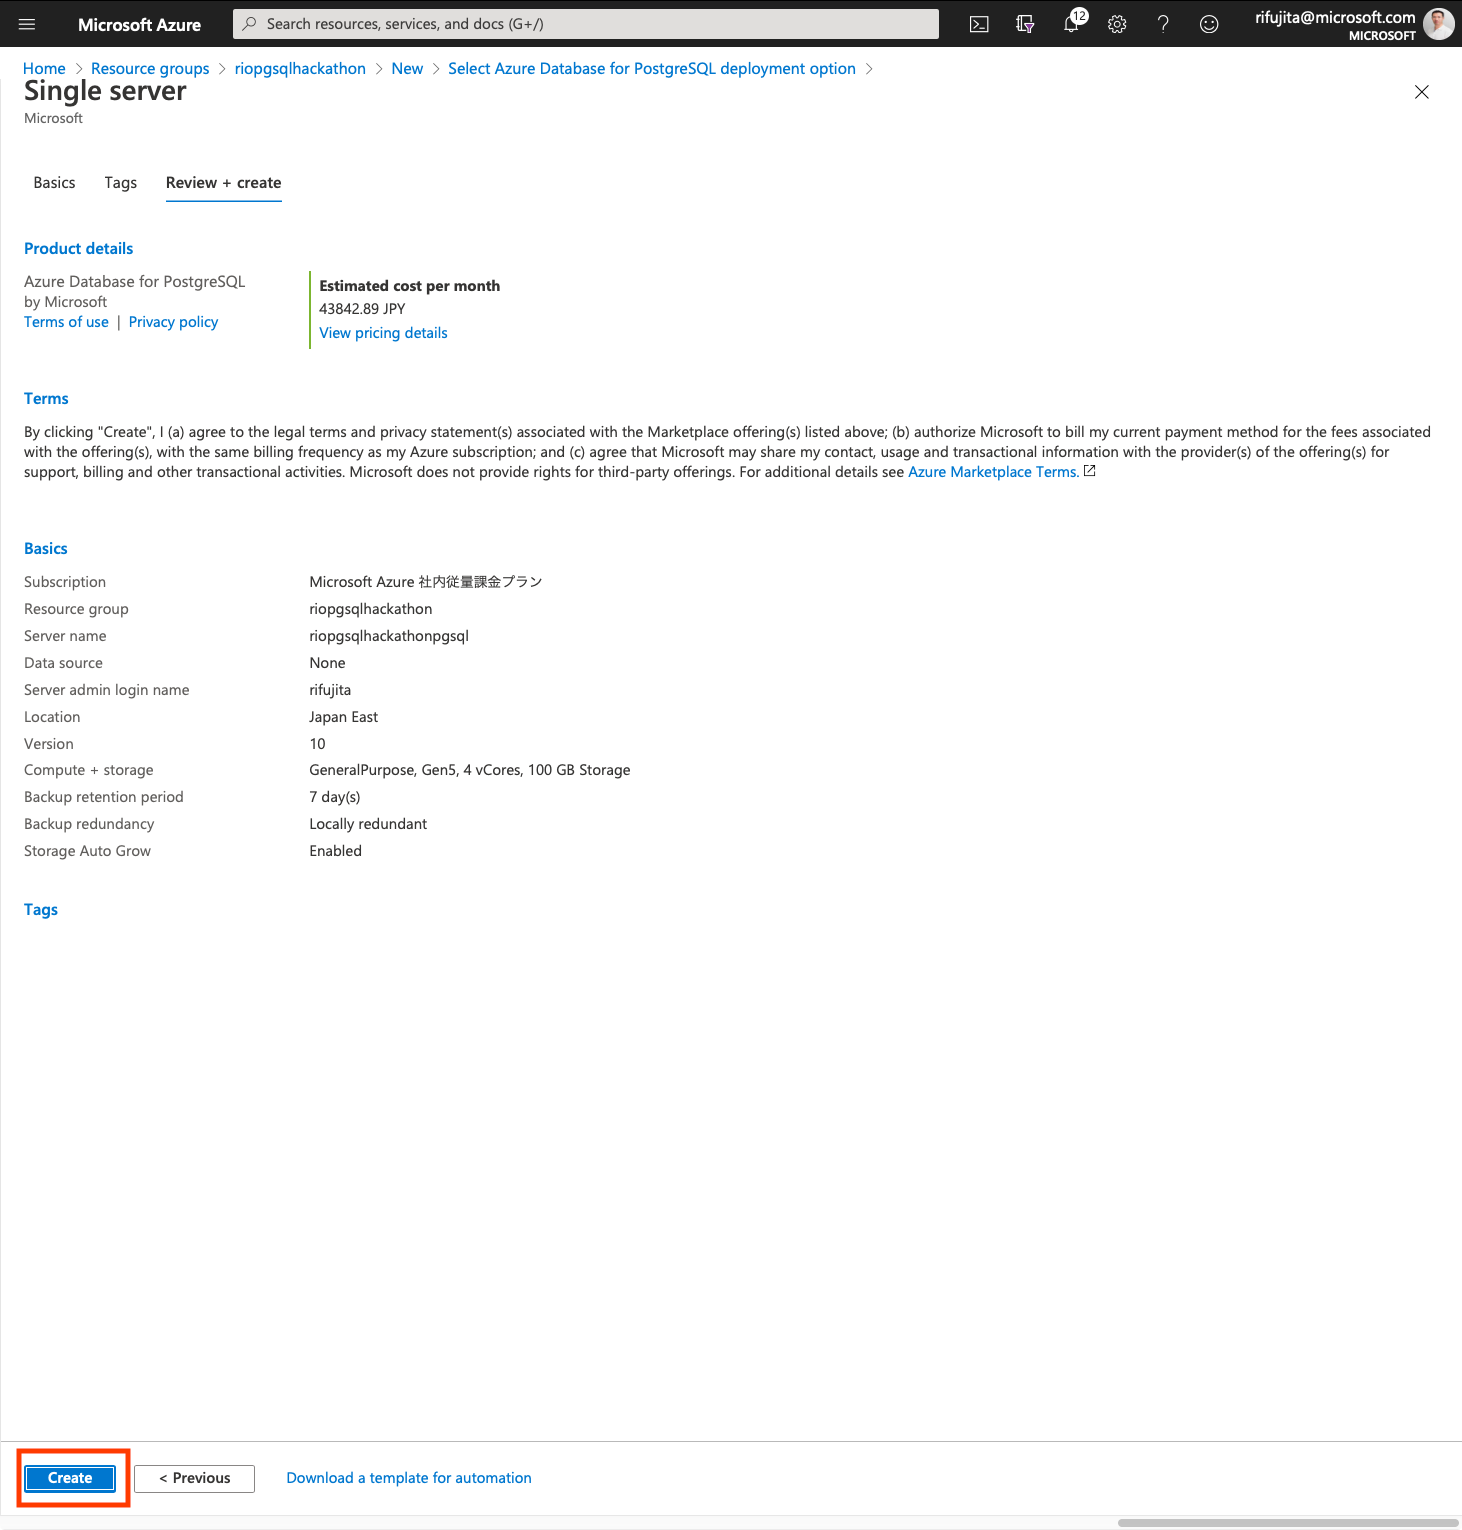 Microsoft Azure
Search resources, services, and docs (G+/)
12
rifujita@microsoft.com
MICROSOFT
Home > Resource groups > riopgsqlhackathon > New > Select Azure Database for PostgreSQL deployment option >
Single server
Microsoft
Basics Tags Review + create
Product details
Azure Database for PostgreSQL
by Microsoft
Terms of use | Privacy policy
Estimated cost per month
43842.89 JPY
View pricing details
Terms
By clicking "Create", I (a) agree to the legal terms and privacy statement(s) associated with the Marketplace offering(s) listed above; (b) authorize Microsoft to bill my current payment method for the fees associated
with the offering(s), with the same billing frequency as my Azure subscription; and (c) agree that Microsoft may share my contact, usage and transactional information with the provider(s) of the offering(s) for
support, billing and other transactional activities. Microsoft does not provide rights for third-party offerings. For additional details see Azure Marketplace Terms.
Basics
Subscription Microsoft Azure 社内従量課金プラン
Resource group riopgsqlhackathon
Server name riopgsqlhackathonpgsql
Data source None
Server admin login name rifujita
Location Japan East
Version 10
Compute + storage GeneralPurpose, Gen5, 4 vCores, 100 GB Storage
Backup retention period 7 day(s)
Backup redundancy Locally redundant
Storage Auto Grow Enabled
Tags
Create < Previous Download a template for automation